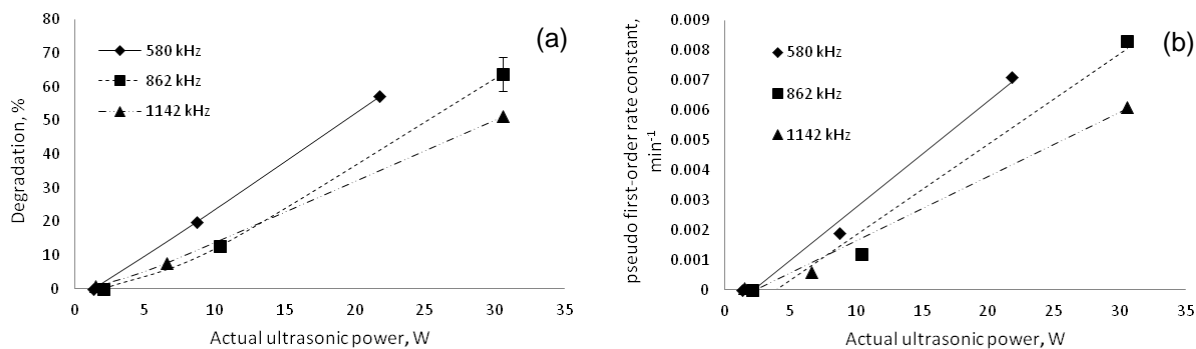 80
70
60
50
40
30
20
10
0
Degradation, %
580 kHz
862 kHz
1142 kHz
(a)
0 5 10 15 20 25 30 35
Actual ultrasonic power, W
0.009
0.008
0.007
0.006
0.005
0.004
0.003
0.002
0.001
0
pseudo first-order rate constant,
min-1
580 kHz
862 kHz
1142 kHz
(b)
0 5 10 15 20 25 30 35
Actual ultrasonic power, W